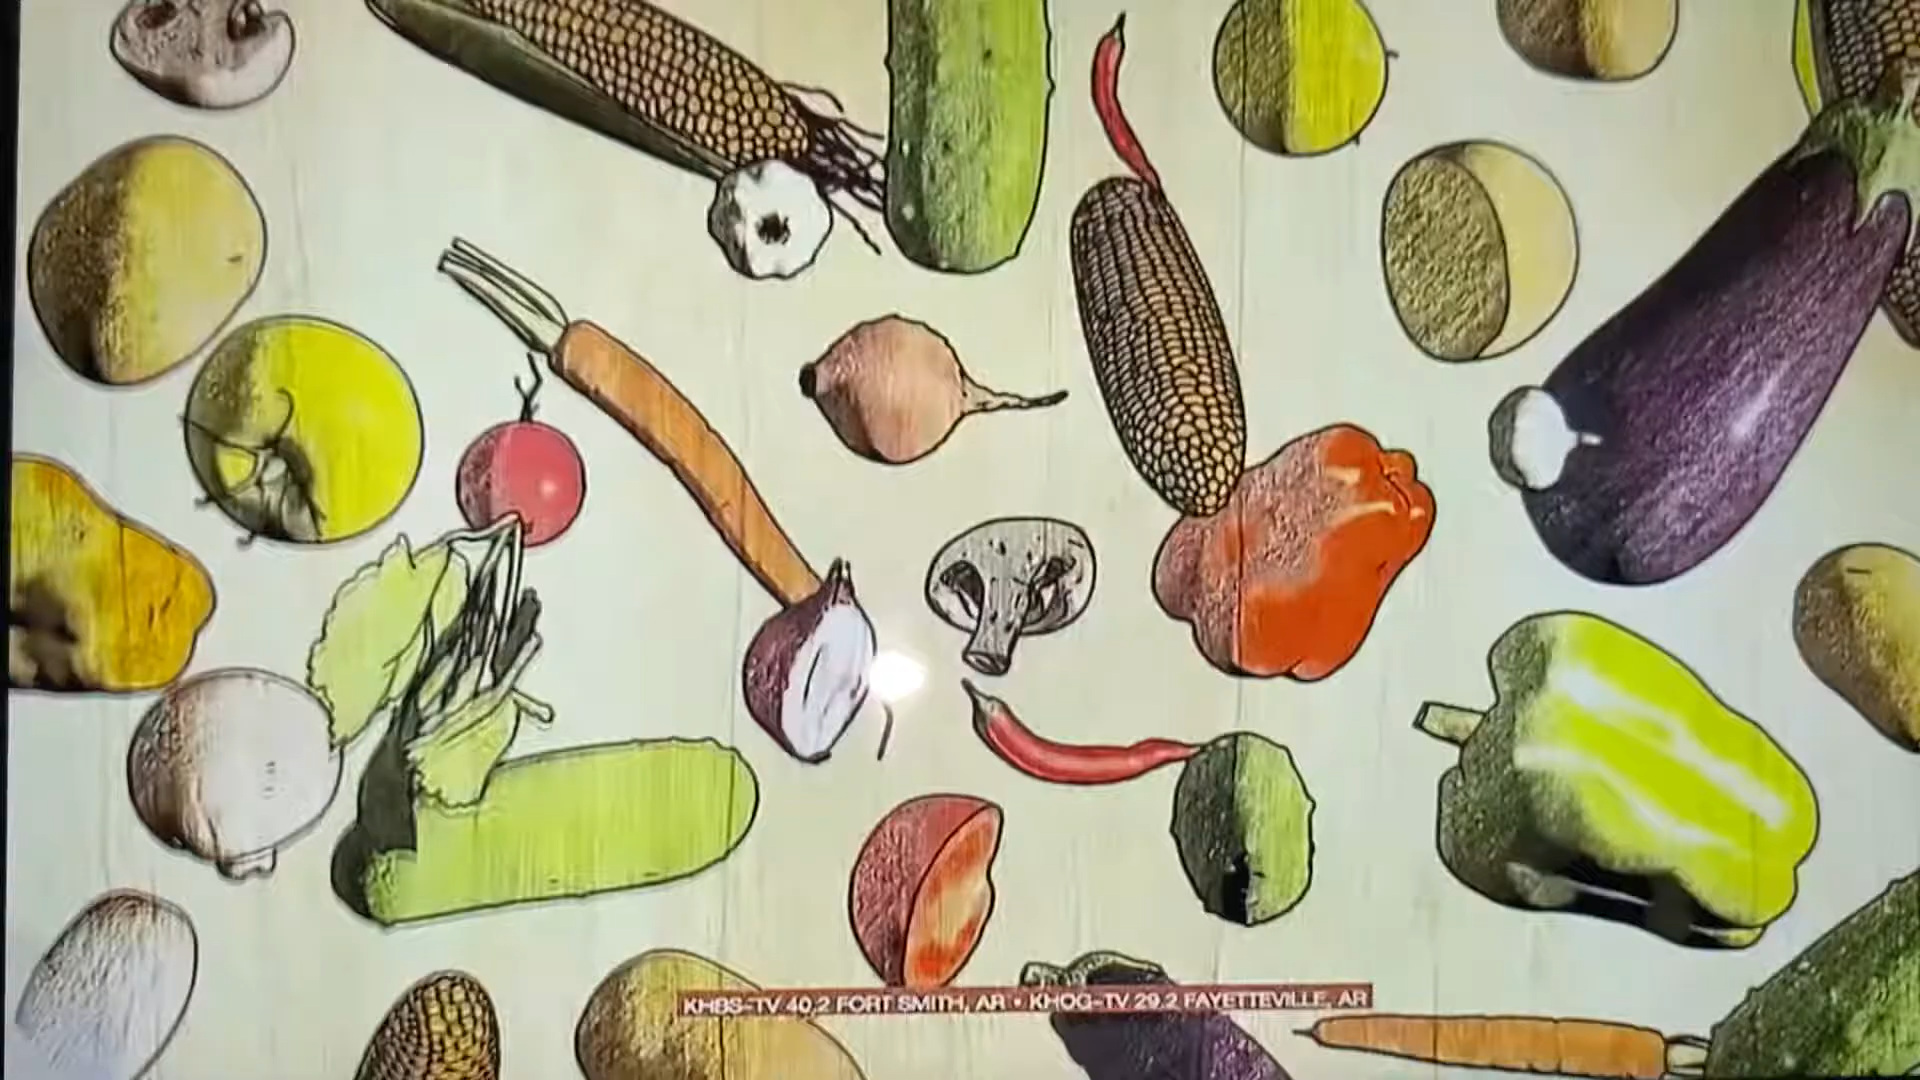 KHBS-TV 40.2 FORT SMITH, AR • KHOG-TV 29.2 FAYETTEVILLE, AR